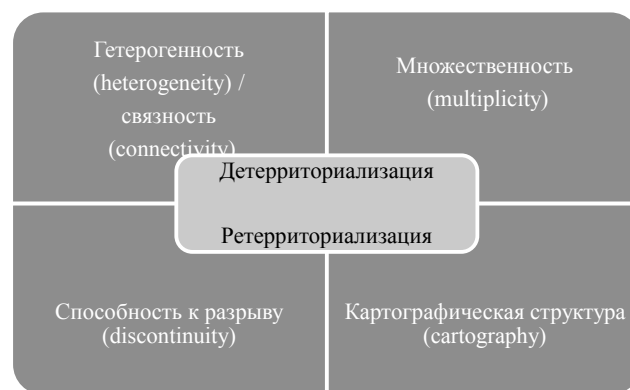 Гетерогенность
(heterogeneity) /
связность
(connectivity)
Множественность
(multiplicity)
Детерриториализация
Ретерриториализация
Способность к разрыву
(discontinuity)
Картографическая структура
(cartography)